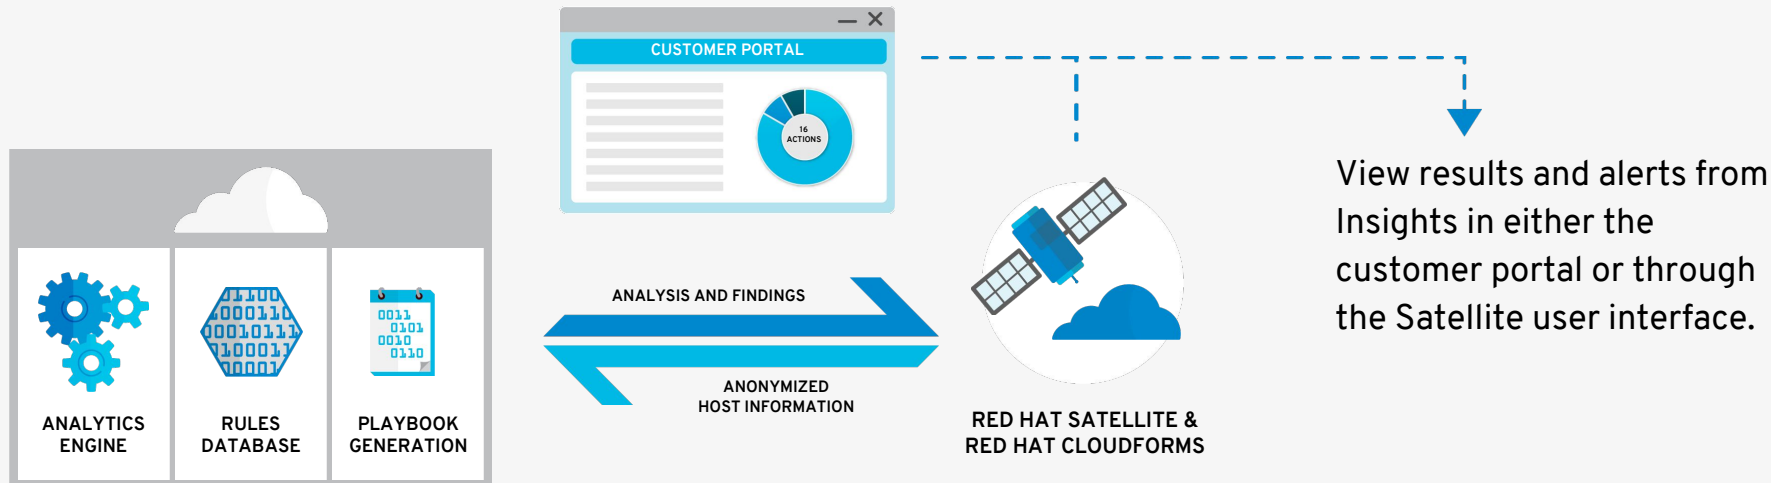 CUSTOMER PORTAL
16
ACTIONS
View results and alerts from
Insights in either the
customer portal or through
the Satellite user interface.
ANALYSIS AND FINDINGS
ANONYMIZED
HOST INFORMATION
RED HAT SATELLITE &
RED HAT CLOUDFORMS
0011
0101
0010
0110
ANALYTICS
ENGINE
RULES
DATABASE
PLAYBOOK
GENERATION